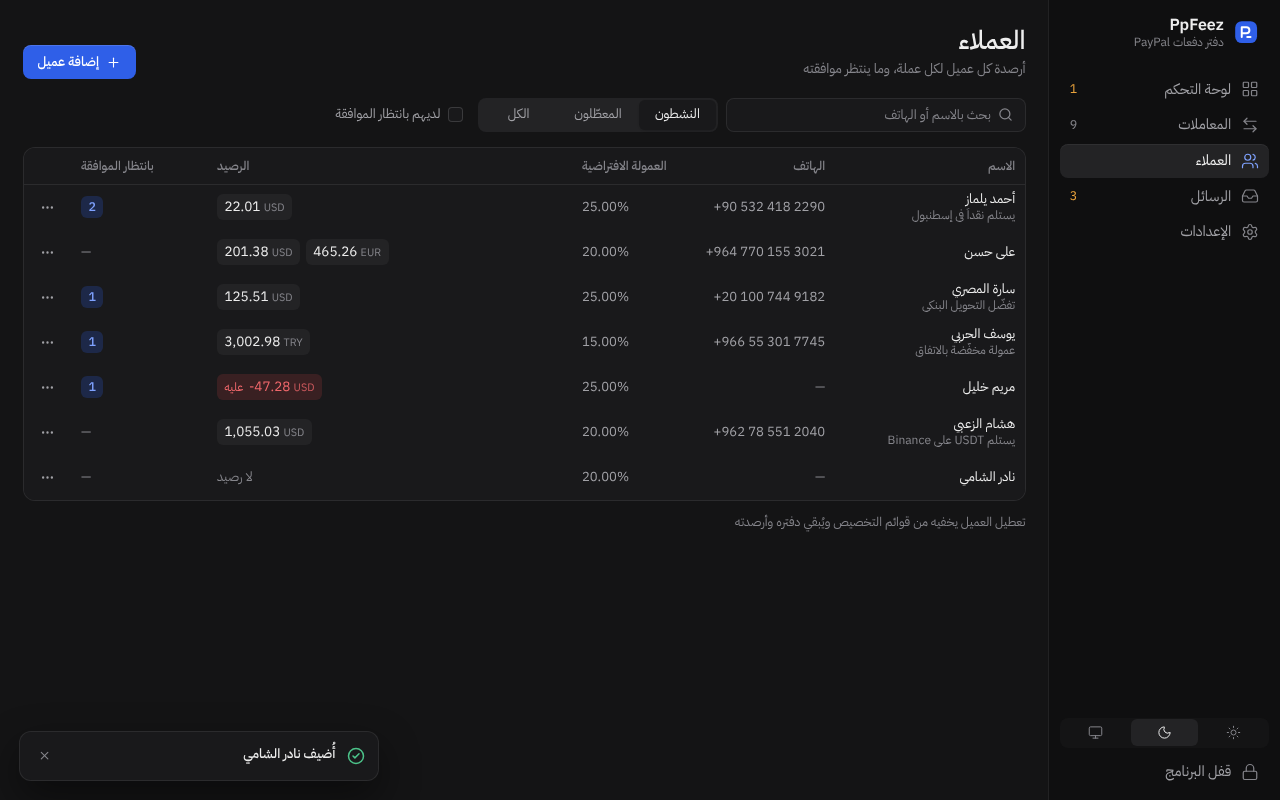 PpFeez
دفتر دفعات PayPal
لوحة التحكم 1
المعاملات 9
العملاء
الرسائل 3
الإعدادات
قفل البرنامج
العملاء
أرصدة كل عميل لكل عملة، وما ينتظر موافقته
إضافة عميل
بحث بالاسم أو الهاتف
النشطون المعطّلون الكل
لديهم بانتظار الموافقة
الاسم الهاتف العمولة الافتراضية الرصيد بانتظار الموافقة
أحمد يلماز +90 532 418 2290 25.00% 22.01 USD 2
يستلم نقداً في إسطنبول
علي حسن +964 770 155 3021 20.00% 465.26 EUR 201.38 USD —
سارة المصري +20 100 744 9182 25.00% 125.51 USD 1
تفضّل التحويل البنكي
يوسف الحربي +966 55 301 7745 15.00% 3,002.98 TRY 1
عمولة مخفّضة بالاتفاق
مريم خليل — 25.00% -47.28 USD عليه 1
هشام الزعبي +962 78 551 2040 20.00% 1,055.03 USD —
يستلم USDT على Binance
نادر الشامي — 20.00% لا رصيد —
تعطيل العميل يخفيه من قوائم التخصيص ويُبقي دفتره وأرصدته
أُضيف نادر الشامي